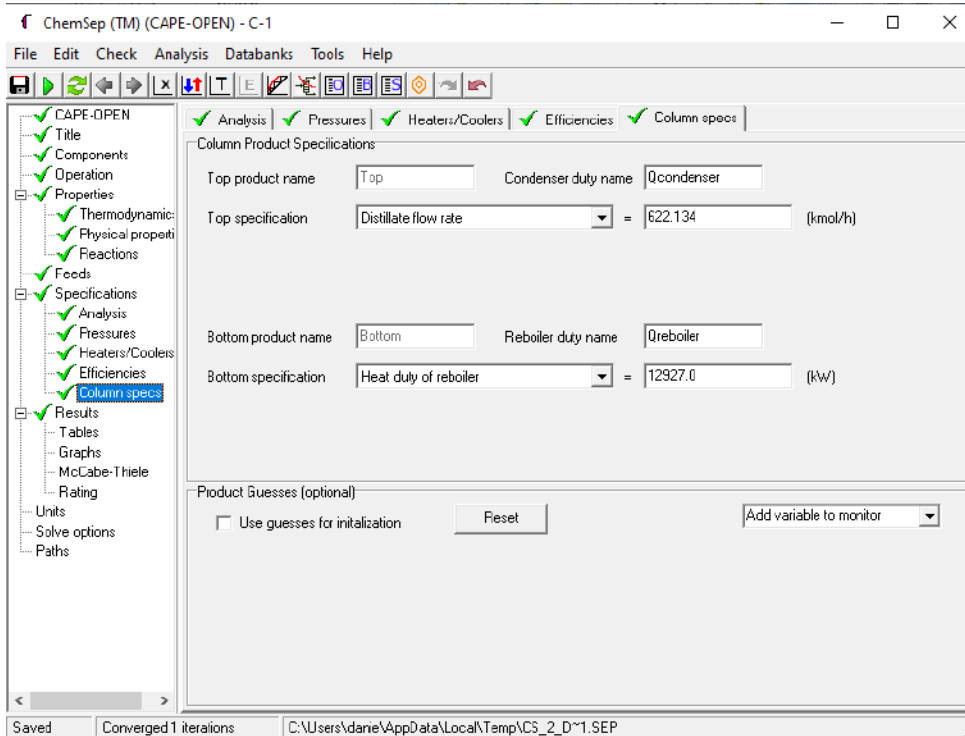 ChemSep (TM) (CAPE-OPEN) - C-1
File Edit Check Analysis Databanks Tools Help
CAPE-OPEN
Title
Components
Operation
Properties
Thermodynamic:
Physical properti
Reactions
Feeds
Specifications
Analysis
Pressures
Heaters/Coolers
Efficiencies
Column specs
Results
Tables
Graphs
McCabe-Thiele
Rating
Units
Solve options
Paths
Analysis Pressures Heaters/Coolers Efficiencies Column specs
Column Product Specifications
Top product name Top Condenser duty name Qcondenser
Top specification Distillate flow rate = 622.134 (kmol/h)
Bottom product name Bottom Reboiler duty name Qreboiler
Bottom specification Heat duty of reboiler = 12927.0 (kW)
Product Guesses (optional)
Use guesses for initalization Reset Add variable to monitor
Saved Converged 1 iterations C:\Users\danie\AppData\Local\Temp\CS_2_D~1.SEP